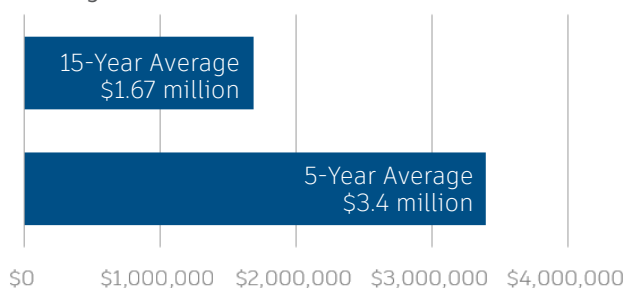 15-Year Average
$1.67 million
5-Year Average
$3.4 million
$0 $1,000,000 $2,000,000 $3,000,000 $4,000,000